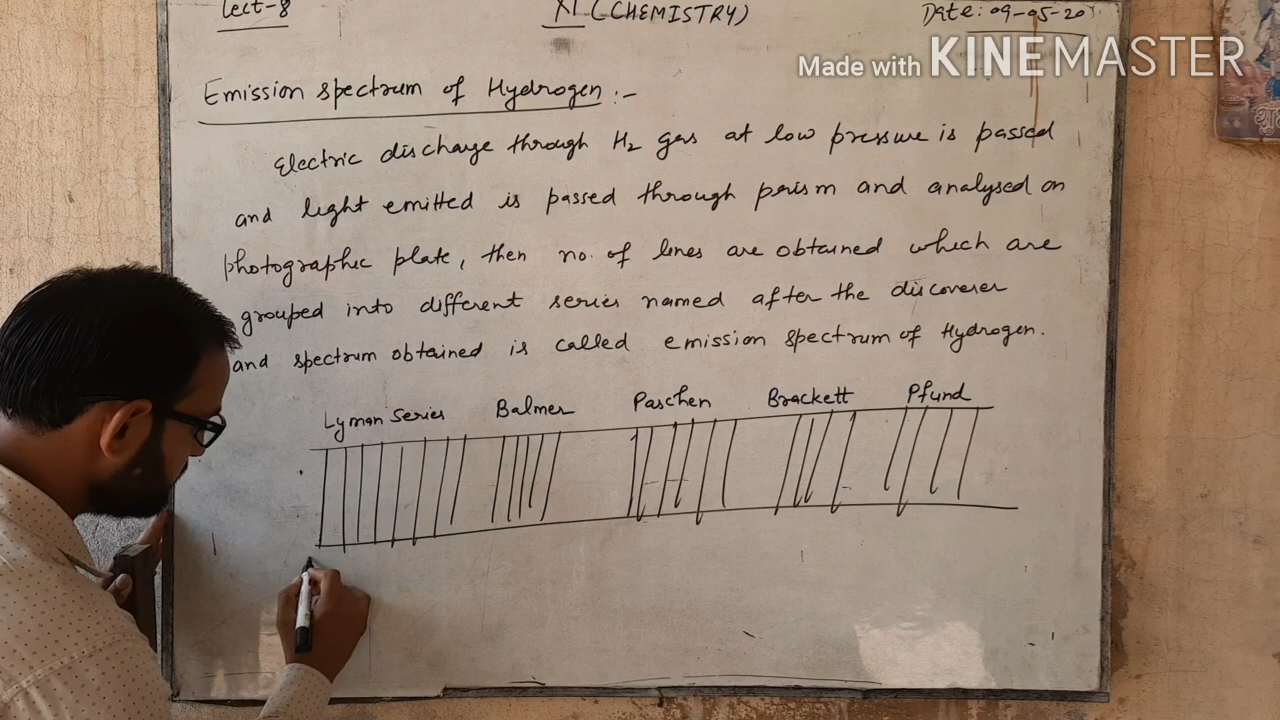 Lect-8 XI (CHEMISTRY) Date: 09-05-20
Made with KINEMASTER
Emission spectrum of Hydrogen :-
Electric discharge through H₂ gas at low pressure is passed
and light emitted is passed through prism and analysed on
photographic plate, then no. of lines are obtained which are
grouped into different series named after the discoverer
and spectrum obtained is called emission spectrum of Hydrogen.
Lyman Series Balmer Paschen Brackett Pfund